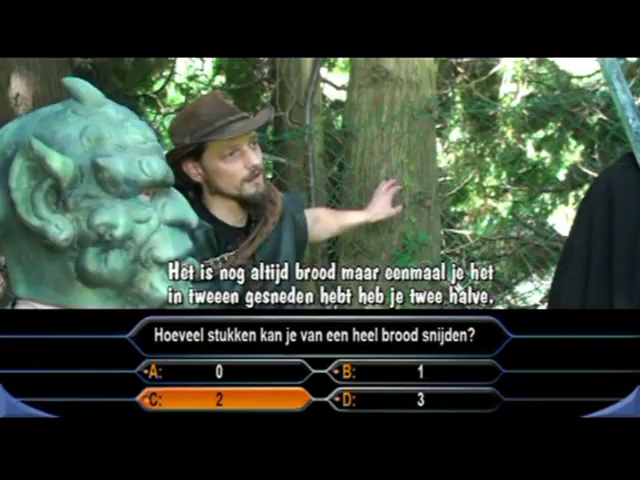 Het is nog altijd brood maar eenmaal je het
in tweeen gesneden hebt heb je twee halve.
Hoeveel stukken kan je van een heel brood snijden?
A: 0
B: 1
C: 2
D: 3